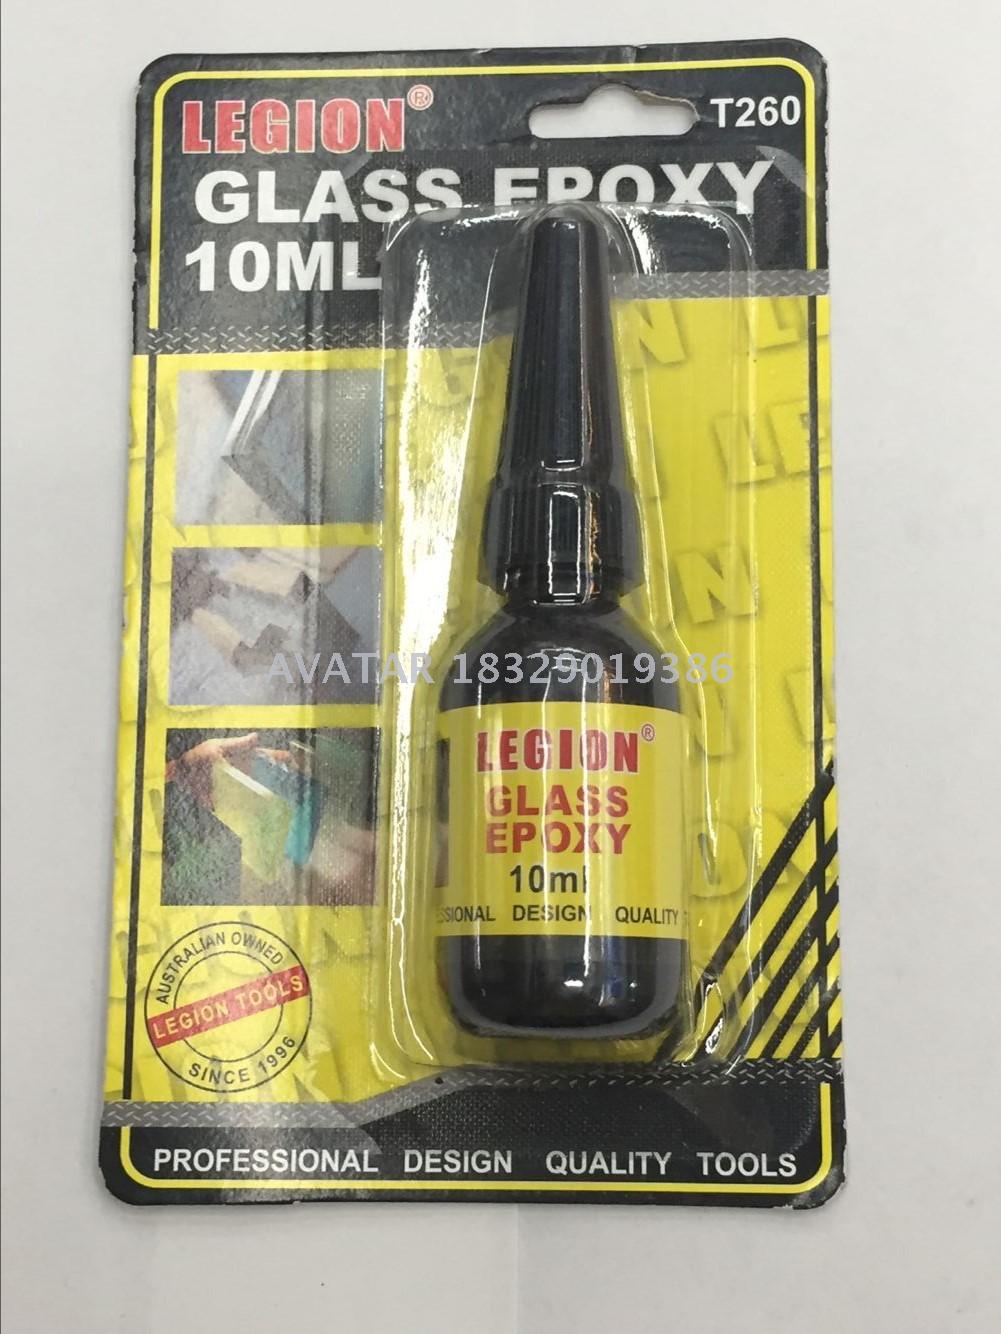 LEGION®
T260
GLASS EPOXY
10ML
AVATAR 18329019386
LEGION®
GLASS
EPOXY
10ml
SSIONAL DESIGN QUALITY
AUSTRALIAN OWNED
LEGION TOOLS
SINCE 1996
PROFESSIONAL DESIGN QUALITY TOOLS